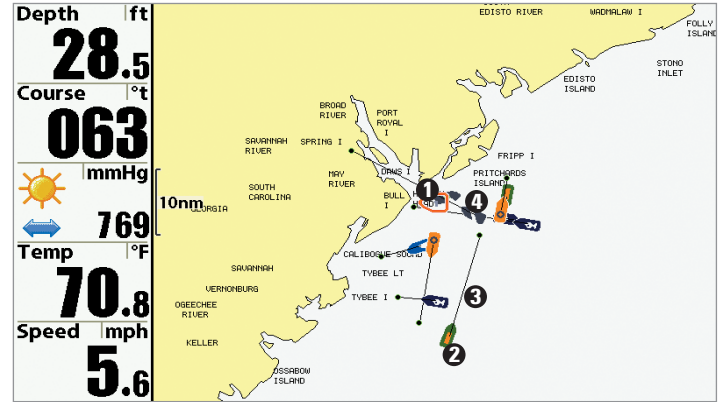 Depth ft
28.5
Course °t
063
mmHg
769
Temp °F
70.8
Speed mph
5.6
10nm
EDISTO RIVER
WADMALAW I
FOLLY
ISLAND
STONO
INLET
EDISTO
ISLAND
BROAD
RIVER
PORT
ROYAL
I
SAVANNAH
RIVER
SPRING I
FRIPP I
DAWS I
PRITCHARDS
ISLAND
MAY
RIVER
SOUTH
CAROLINA
BULL
I
1
4
CALIBOGUE SOUND
SAVANNAH
TYBEE LT
VERNONBURG
TYBEE I
3
OGEECHEE
RIVER
KELLER
2
OSSABOW
ISLAND